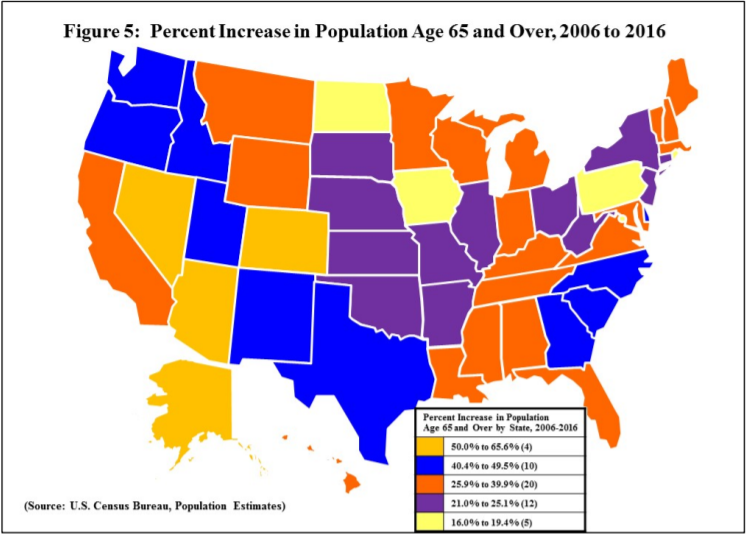 Figure 5: Percent Increase in Population Age 65 and Over, 2006 to 2016
Percent Increase in Population
Age 65 and Over by State, 2006-2016
50.0% to 65.6% (4)
40.4% to 49.5% (10)
25.9% to 39.9% (20)
21.0% to 25.1% (12)
16.0% to 19.4% (5)
(Source: U.S. Census Bureau, Population Estimates)